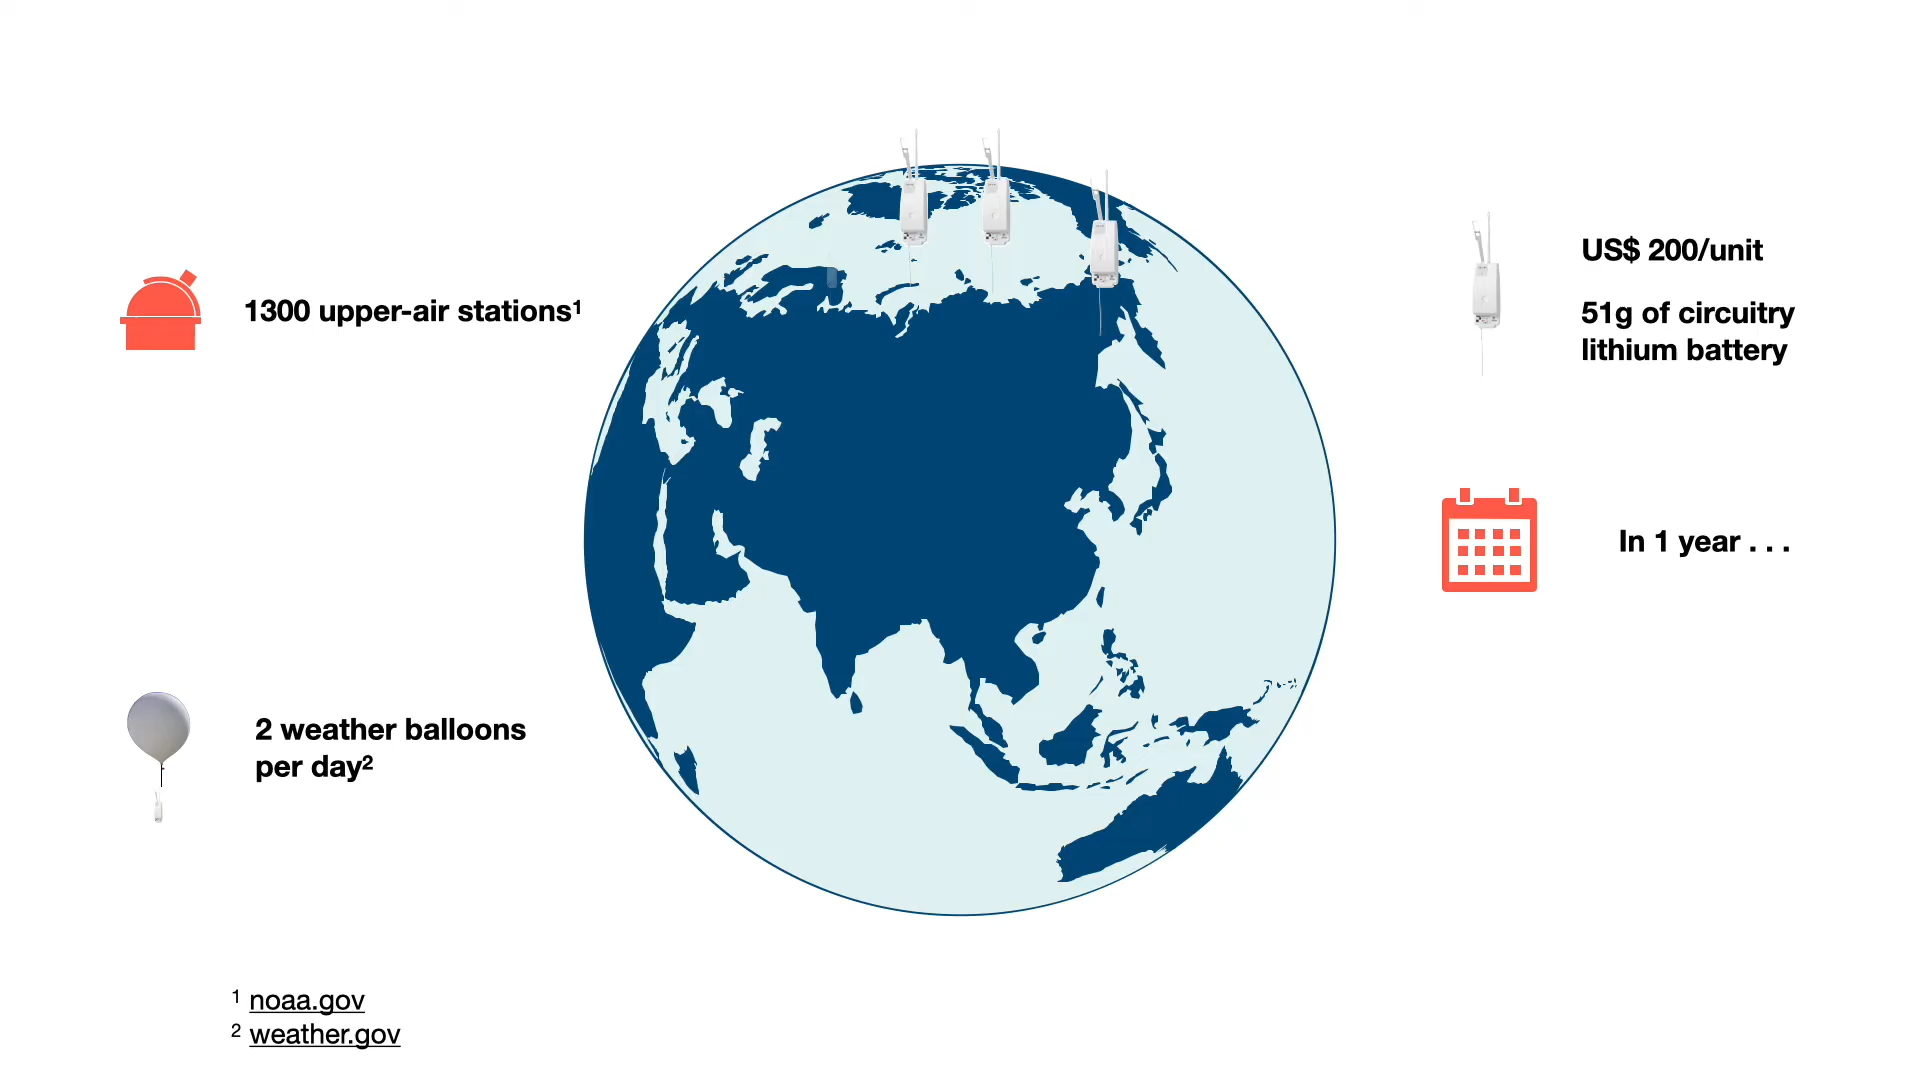 1300 upper-air stations¹
2 weather balloons
per day²
US$ 200/unit
51g of circuitry
lithium battery
In 1 year . . .
¹ noaa.gov
² weather.gov